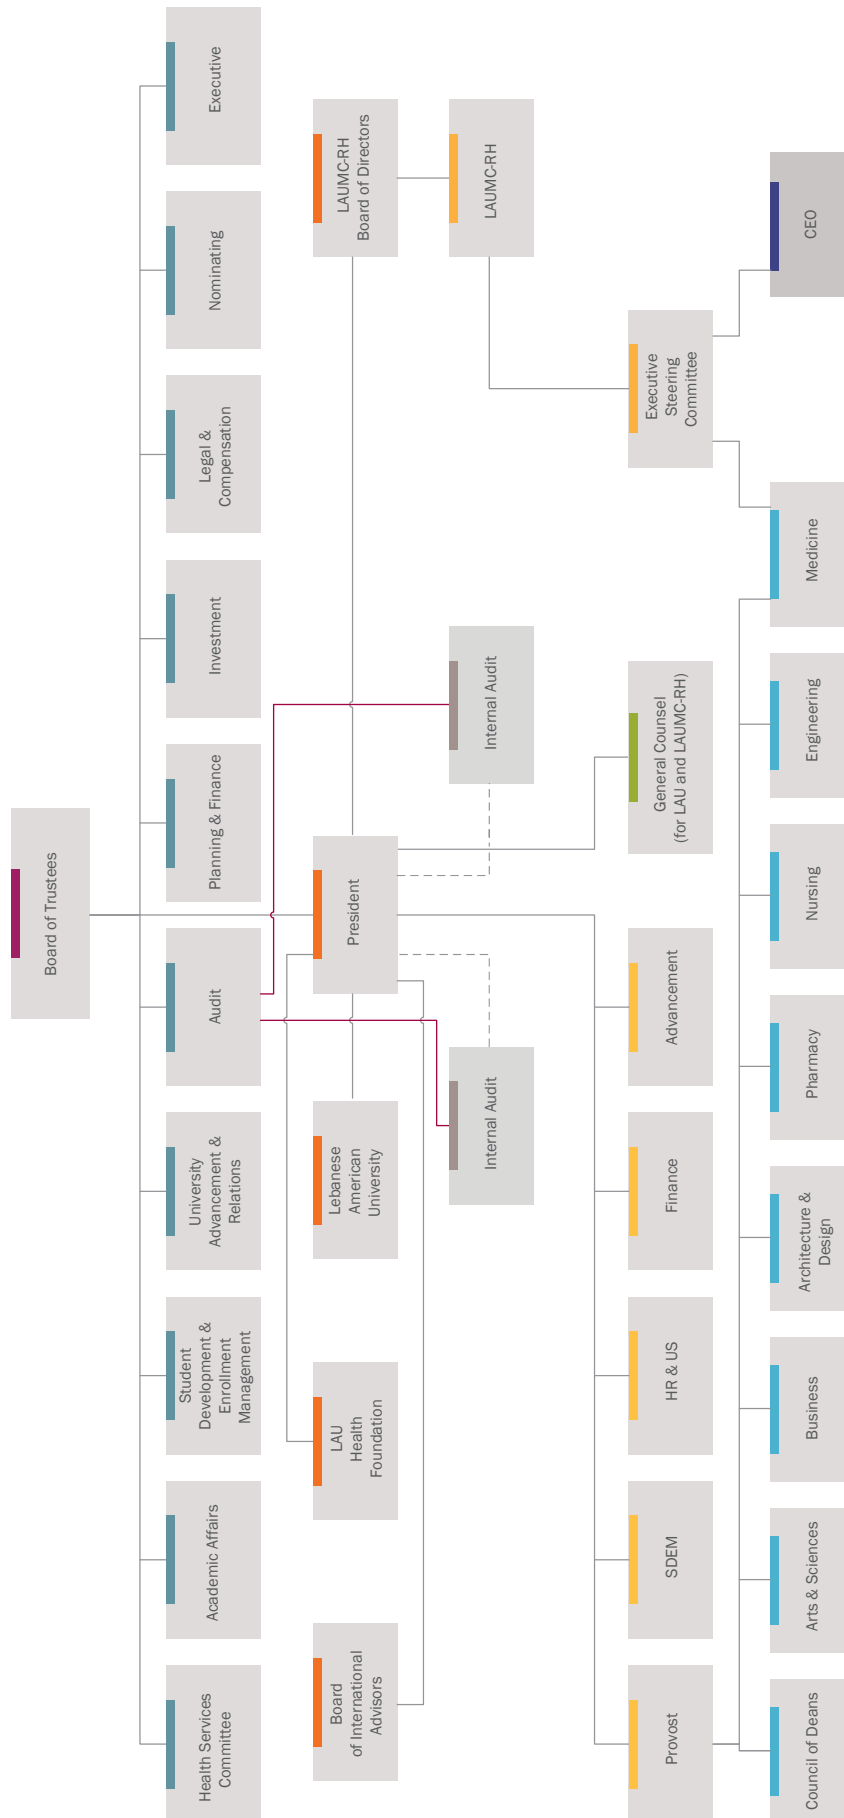 Board of Trustees
Health Services
Committee
Academic Affairs
Student
Development &
Enrollment
Management
University
Advancement &
Relations
Audit
Planning & Finance
Investment
Legal &
Compensation
Nominating
Executive
Board
of International
Advisors
LAU
Health
Foundation
Lebanese
American
University
President
LAUMC-RH
Board of Directors
Internal Audit
Internal Audit
LAUMC-RH
Provost
SDEM
HR & US
Finance
Advancement
General Counsel
(for LAU and LAUMC-RH)
Executive
Steering
Committee
Council of Deans
Arts & Sciences
Business
Architecture &
Design
Pharmacy
Nursing
Engineering
Medicine
CEO